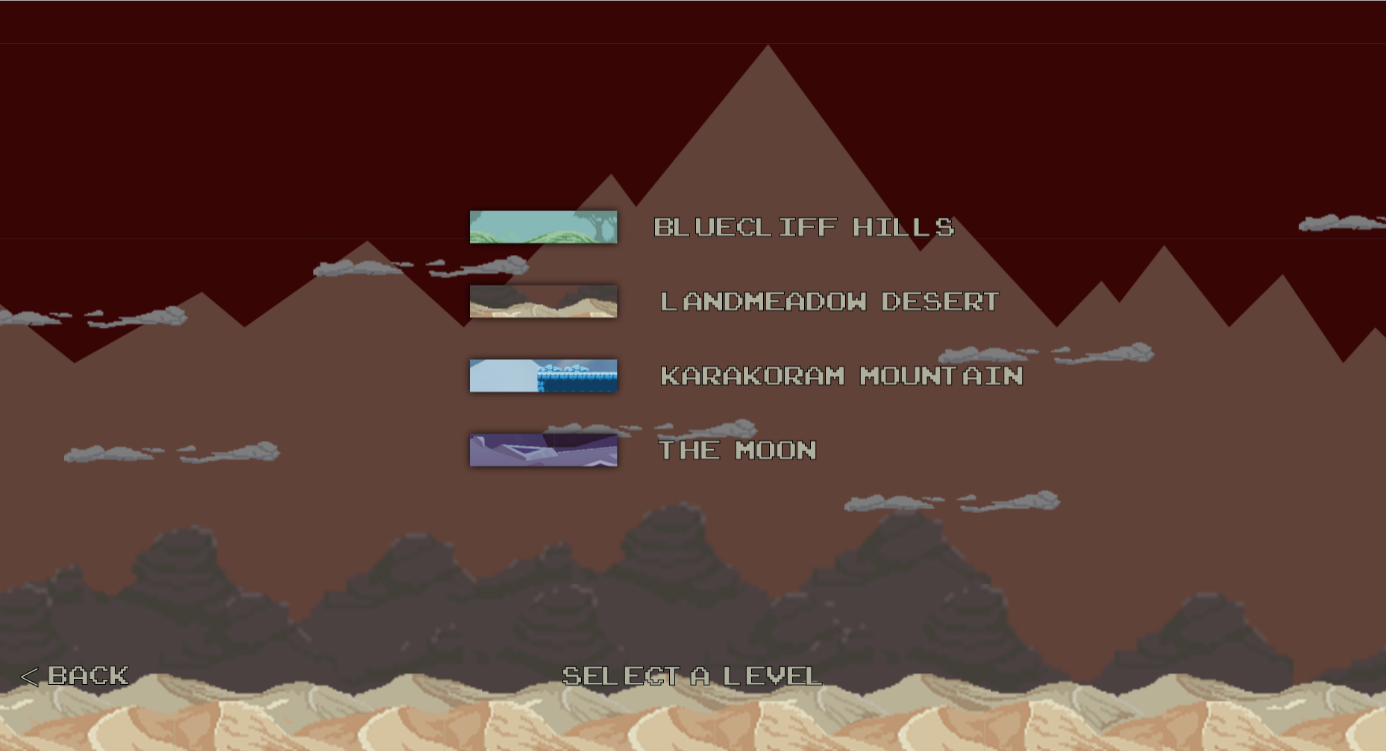 BLUECLIFF HILLS
LANDMEADOW DESERT
KARAKORAM MOUNTAIN
THE MOON
< BACK
SELECT A LEVEL